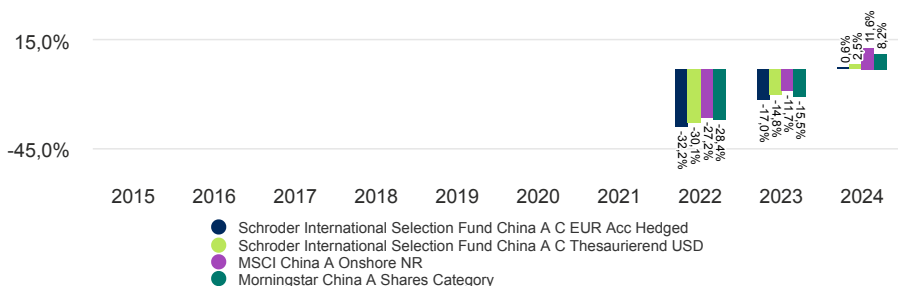 15,0%
-45,0%
-32,2%
-30,1%
-27,2%
-28,4%
-17,0%
-14,8%
-11,7%
-15,5%
0,6%
2,5%
11,6%
8,2%
2015 2016 2017 2018 2019 2020 2021 2022 2023 2024
Schroder International Selection Fund China A C EUR Acc Hedged
Schroder International Selection Fund China A C Thesaurierend USD
MSCI China A Onshore NR
Morningstar China A Shares Category